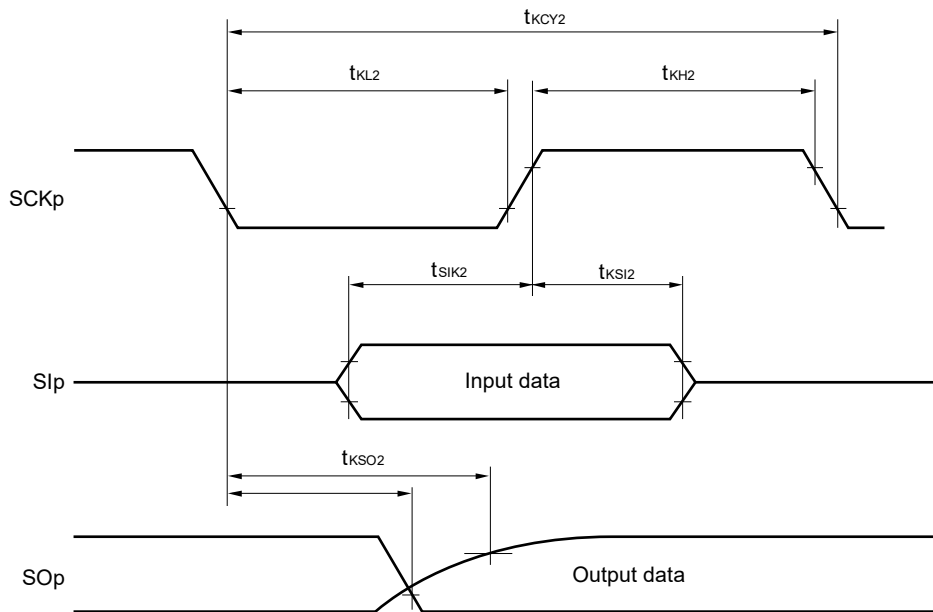 tKCY2
tKL2
tKH2
SCKp
tSIK2
tKSI2
SIp
Input data
tKSO2
SOp
Output data